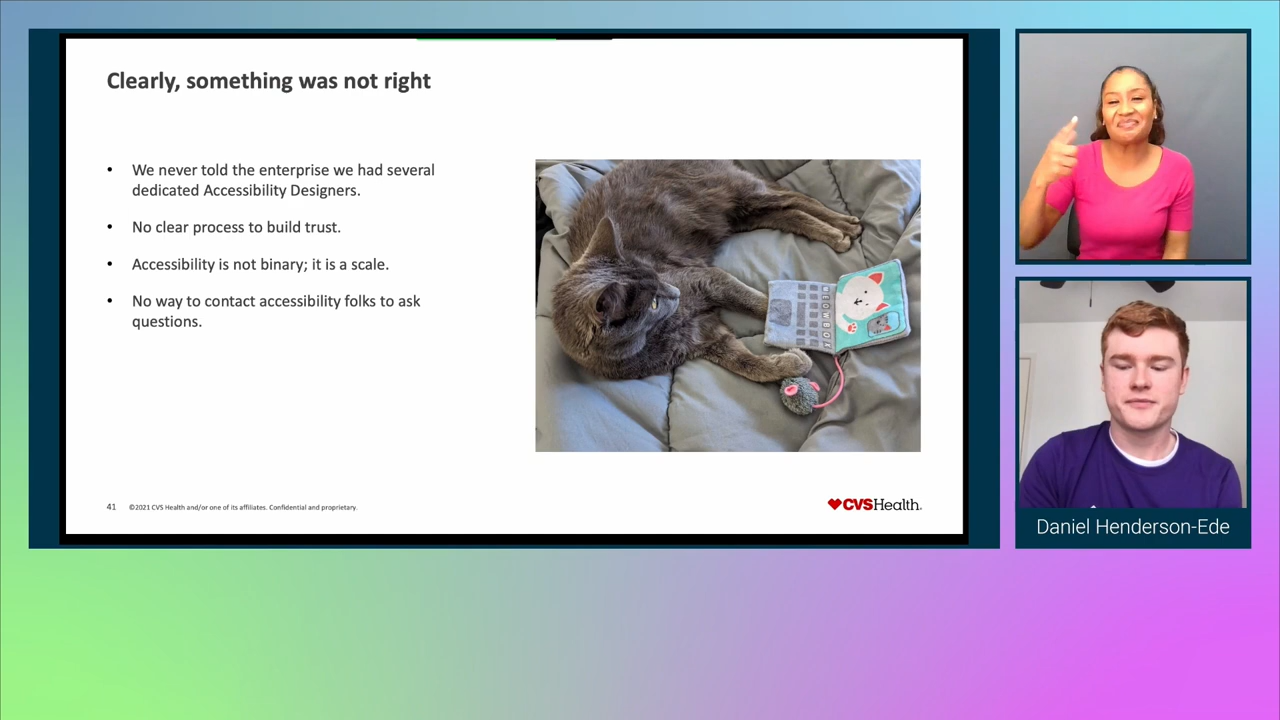 Clearly, something was not right
• We never told the enterprise we had several
dedicated Accessibility Designers.
• No clear process to build trust.
• Accessibility is not binary; it is a scale.
• No way to contact accessibility folks to ask
questions.
41 ©2021 CVS Health and/or one of its affiliates. Confidential and proprietary.
CVSHealth.
Daniel Henderson-Ede